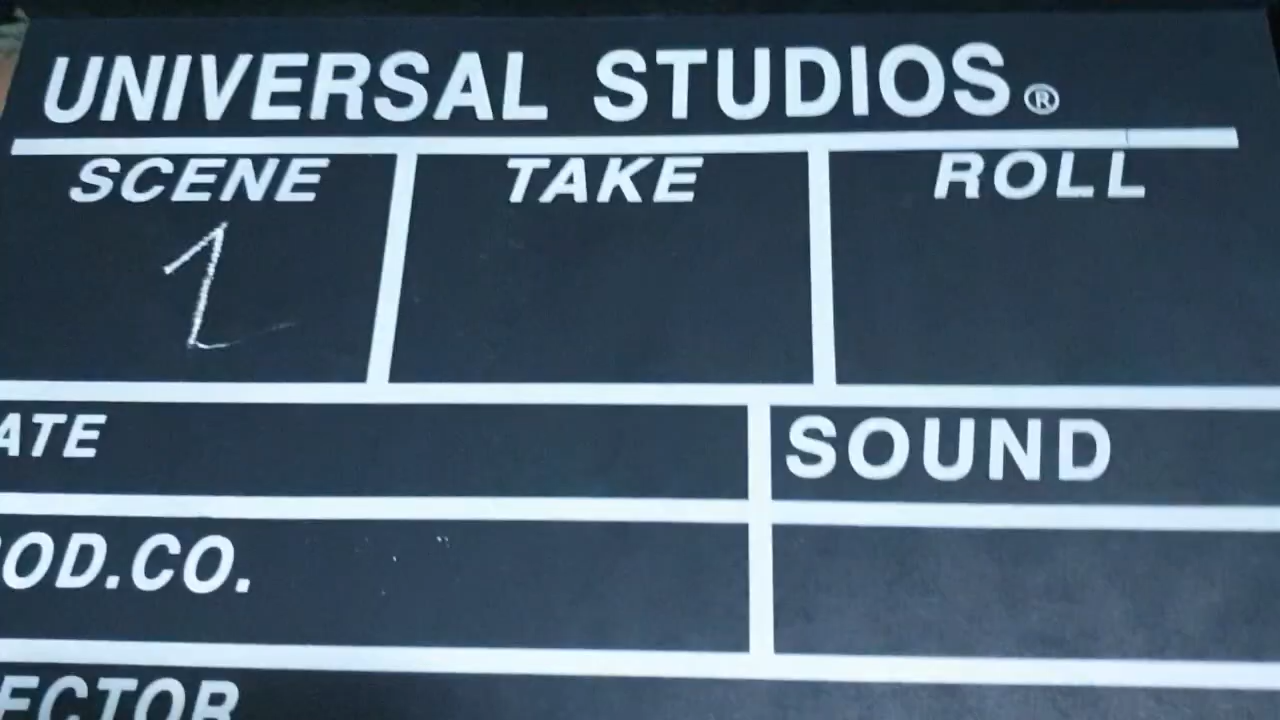 UNIVERSAL STUDIOS®
SCENE TAKE ROLL
1
ATE SOUND
OD.CO.
ECTOR